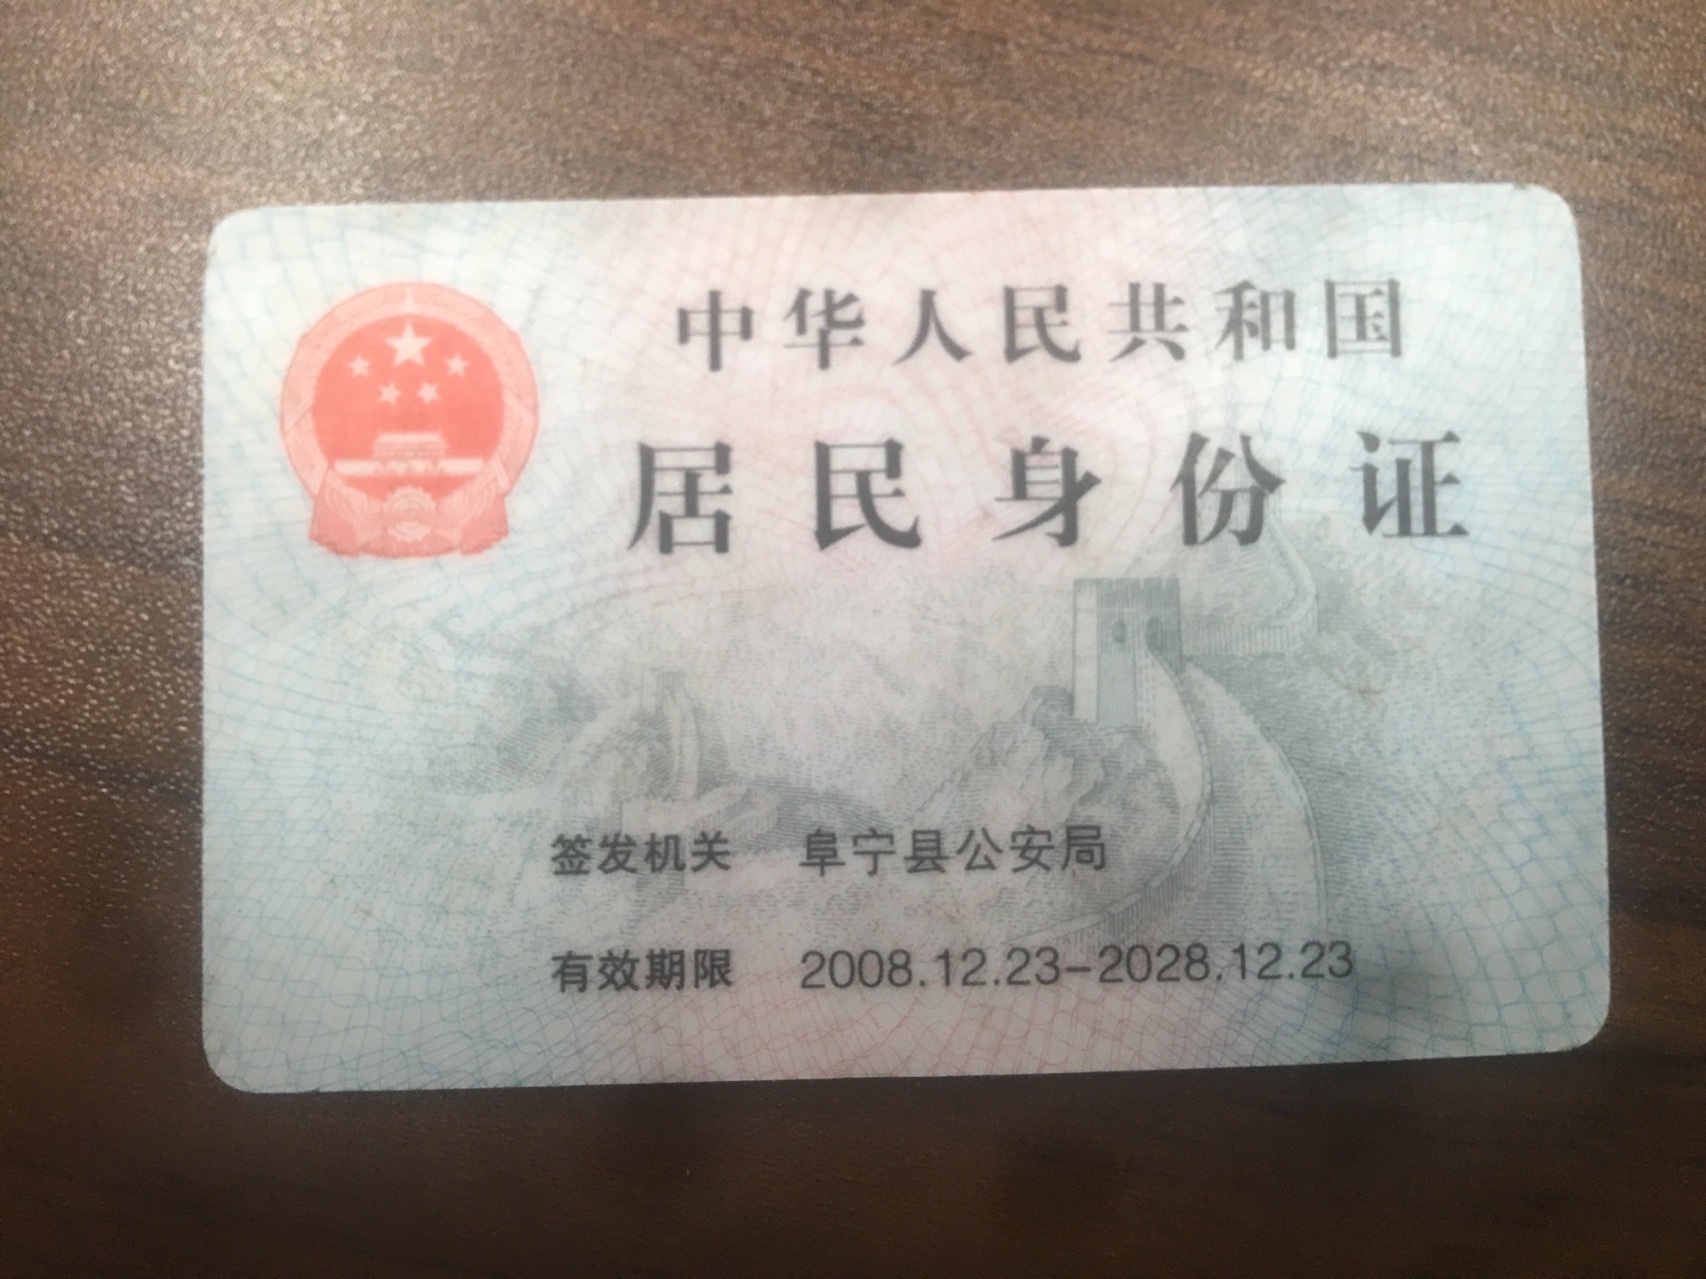 中华人民共和国
居民身份证
签发机关 阜宁县公安局
有效期限 2008.12.23-2028.12.23